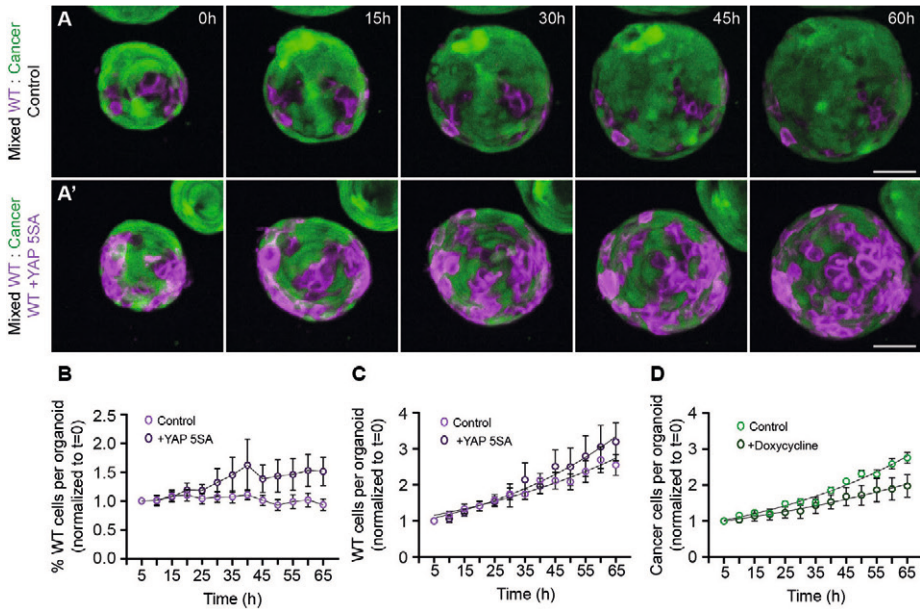 A
0h
15h
30h
45h
60h
Mixed WT : Cancer
Control
A'
Mixed WT : Cancer
WT +YAP 5SA
B
C
D
% WT cells per organoid
(normalized to t=0)
2.5
2.0
1.5
1.0
0.5
0.0
Control
+YAP 5SA
5 15 25 35 45 55 65
Time (h)
WT cells per organoid
(normalized to t=0)
4
3
2
1
0
Control
+YAP 5SA
5 15 25 35 45 55 65
Time (h)
Cancer cells per organoid
(normalized to t=0)
4
3
2
1
0
Control
+Doxycycline
5 15 25 35 45 55 65
Time (h)